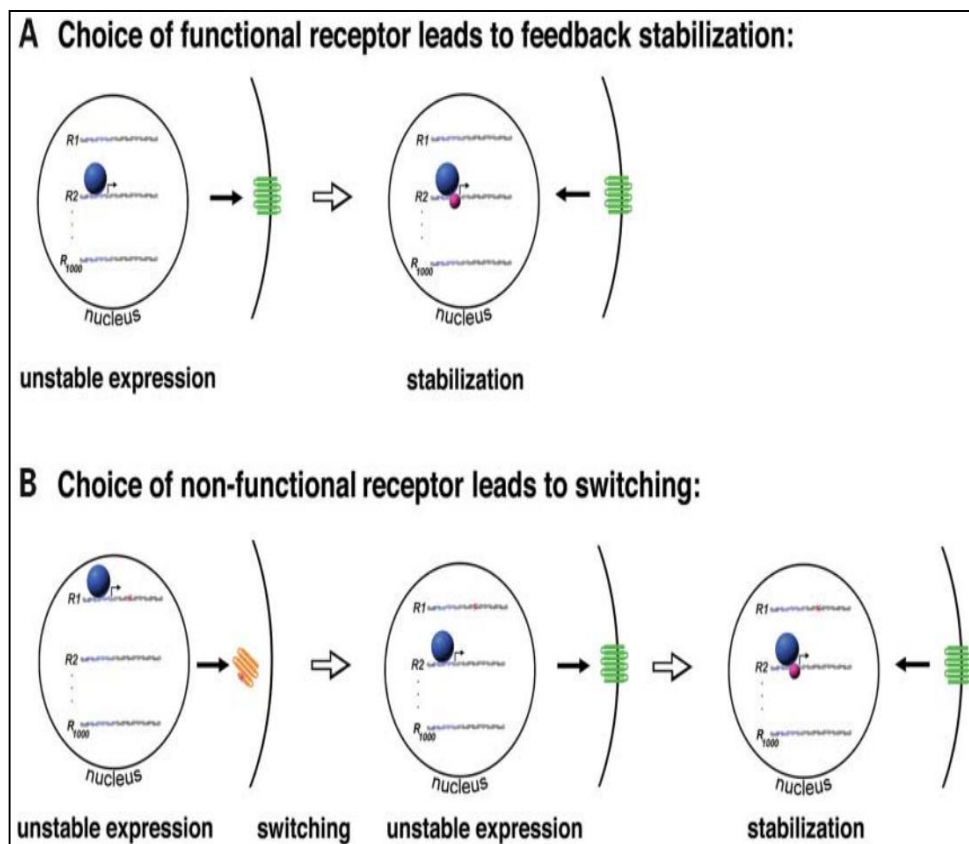 A Choice of functional receptor leads to feedback stabilization:
R1
R2
R1000
nucleus
R1
R2
R1000
nucleus
unstable expression stabilization
B Choice of non-functional receptor leads to switching:
R1
R2
R1000
nucleus
R1
R2
R1000
nucleus
R1
R2
R1000
nucleus
unstable expression switching unstable expression stabilization